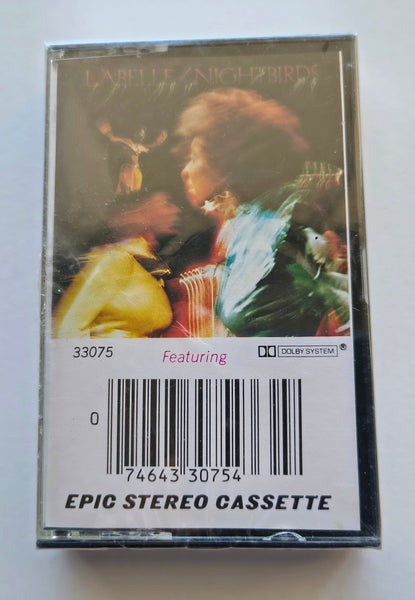 LABELLE / NIGHTBIRDS
33075 Featuring DOLBY SYSTEM ®
0
74643 30754
EPIC STEREO CASSETTE